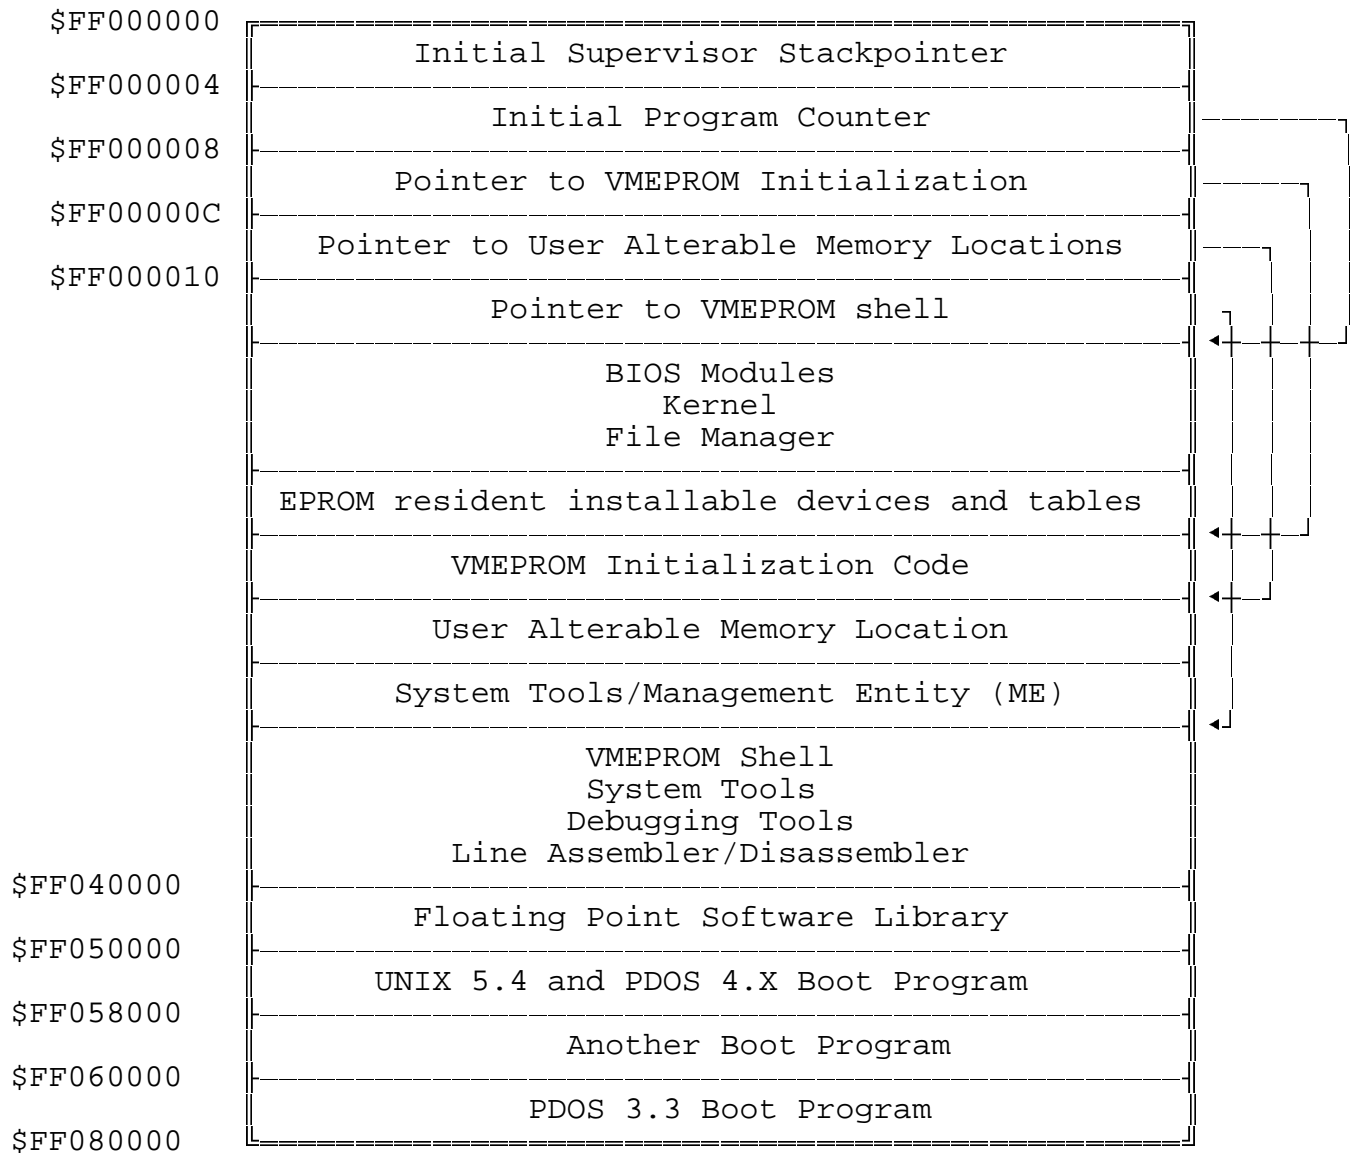 $FF000000
Initial Supervisor Stackpointer
$FF000004
Initial Program Counter
$FF000008
Pointer to VMEPROM Initialization
$FF00000C
Pointer to User Alterable Memory Locations
$FF000010
Pointer to VMEPROM shell
BIOS Modules
Kernel
File Manager
EPROM resident installable devices and tables
VMEPROM Initialization Code
User Alterable Memory Location
System Tools/Management Entity (ME)
VMEPROM Shell
System Tools
Debugging Tools
Line Assembler/Disassembler
$FF040000
Floating Point Software Library
$FF050000
UNIX 5.4 and PDOS 4.X Boot Program
$FF058000
Another Boot Program
$FF060000
PDOS 3.3 Boot Program
$FF080000